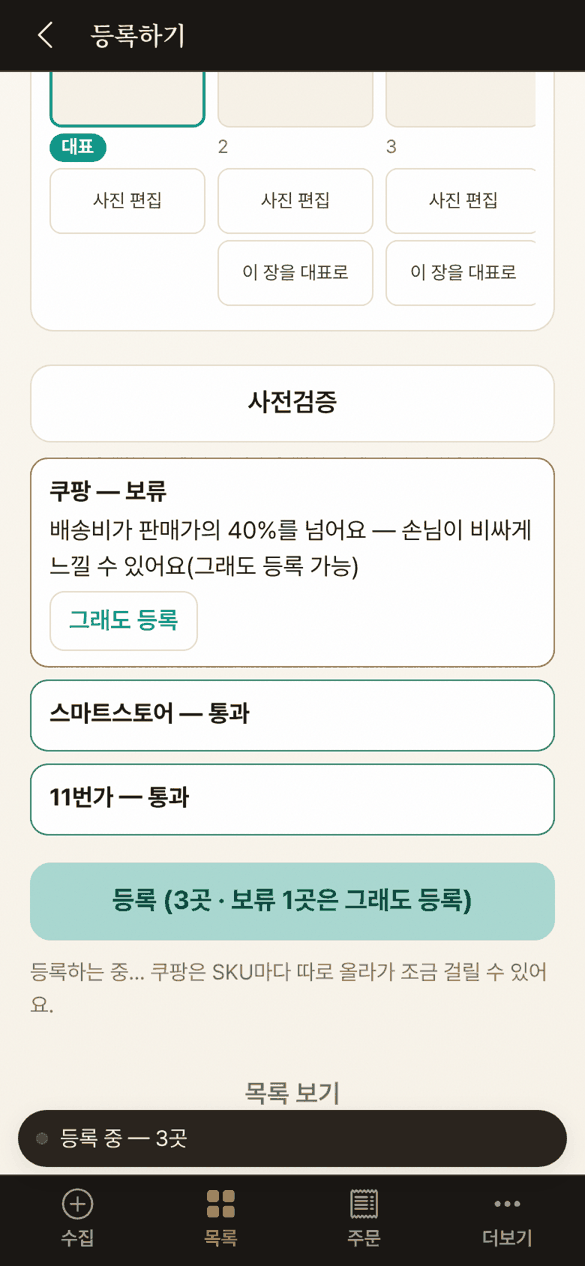 등록하기
대표
2
3
사진 편집
사진 편집
사진 편집
이 장을 대표로
이 장을 대표로
사전검증
쿠팡 — 보류
배송비가 판매가의 40%를 넘어요 — 손님이 비싸게
느낄 수 있어요(그래도 등록 가능)
그래도 등록
스마트스토어 — 통과
11번가 — 통과
등록 (3곳 · 보류 1곳은 그래도 등록)
등록하는 중... 쿠팡은 SKU마다 따로 올라가 조금 걸릴 수 있어
요.
목록 보기
등록 중 — 3곳
수집
목록
주문
더보기